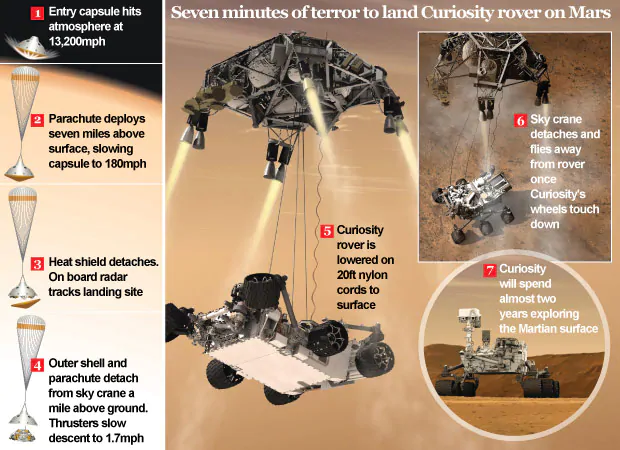 Seven minutes of terror to land Curiosity rover on Mars
1 Entry capsule hits
atmosphere at
13,200mph
2 Parachute deploys
seven miles above
surface, slowing
capsule to 180mph
3 Heat shield detaches.
On board radar
tracks landing site
4 Outer shell and
parachute detach
from sky crane a
mile above ground.
Thrusters slow
descent to 1.7mph
5 Curiosity
rover is
lowered on
20ft nylon
cords to
surface
6 Sky crane
detaches and
flies away
from rover
once
Curiosity's
wheels touch
down
7 Curiosity
will spend
almost two
years exploring
the Martian surface